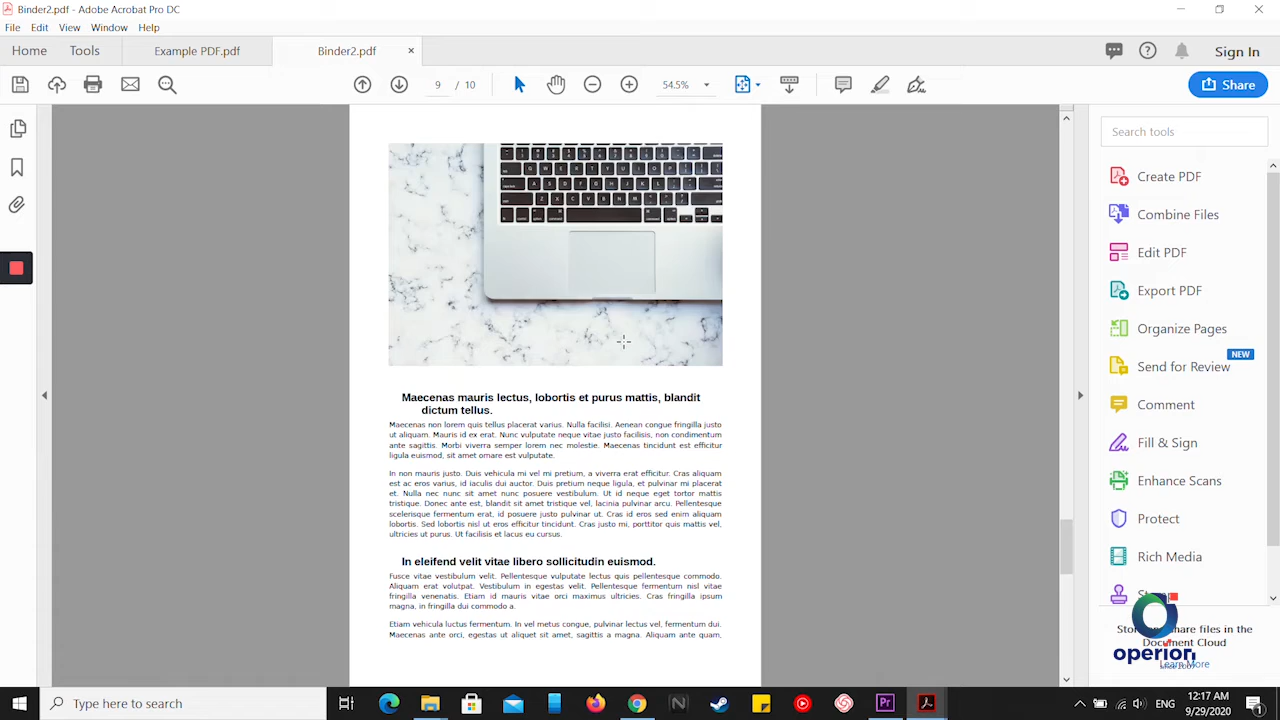 Binder2.pdf - Adobe Acrobat Pro DC
File Edit View Window Help
Home Tools Example PDF.pdf Binder2.pdf × Sign In
9 / 10 54.5% Share
Search tools
Create PDF
Combine Files
Edit PDF
Export PDF
Organize Pages
NEW
Send for Review
Comment
Fill & Sign
Enhance Scans
Protect
Rich Media
Maecenas mauris lectus, lobortis et purus mattis, blandit
dictum tellus.
Maecenas non lorem quis tellus placerat varius. Nulla facilisi. Aenean congue fringilla justo
ut aliquam. Mauris id ex erat. Nunc vulputate neque vitae justo facilisis, non condimentum
ante sagittis. Morbi viverra semper lorem nec molestie. Maecenas tincidunt est efficitur
ligula euismod, sit amet ornare est vulputate.
In non mauris justo. Duis vehicula mi vel mi pretium, a viverra erat efficitur. Cras aliquam
est ac eros varius, id iaculis dui auctor. Duis pretium neque ligula, et pulvinar mi placerat
et. Nulla nec nunc sit amet nunc posuere vestibulum. Ut id neque eget tortor mattis
tristique. Donec ante est, blandit sit amet tristique vel, lacinia pulvinar arcu. Pellentesque
scelerisque fermentum erat, id posuere justo pulvinar ut. Cras id eros sed enim aliquam
lobortis. Sed lobortis nisl ut eros efficitur tincidunt. Cras justo mi, porttitor quis mattis vel,
ultricies ut purus. Ut facilisis et lacus eu cursus.
In eleifend velit vitae libero sollicitudin euismod.
Fusce vitae vestibulum velit. Pellentesque vulputate lectus quis pellentesque commodo.
Aliquam erat volutpat. Vestibulum in egestas velit. Pellentesque fermentum nisl vitae
fringilla venenatis. Etiam id mauris vitae orci maximus ultricies. Cras fringilla ipsum
magna, in fringilla dui commodo a.
Etiam vehicula luctus fermentum. In vel metus congue, pulvinar lectus vel, fermentum dui.
Maecenas ante orci, egestas ut aliquet sit amet, sagittis a magna. Aliquam ante quam,
files in the
Document Cloud
operion
Learn More
since 2007
Type here to search
ENG
12:17 AM
9/29/2020